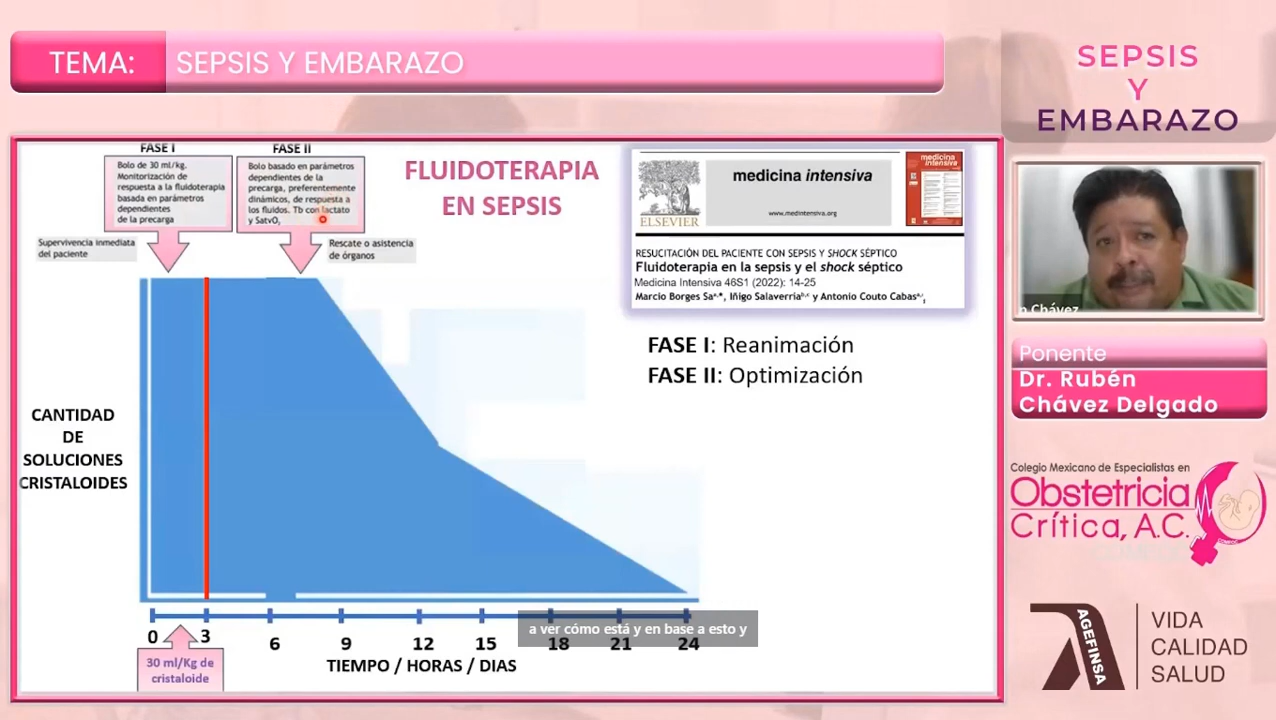 TEMA: SEPSIS Y EMBARAZO
SEPSIS
Y
EMBARAZO
FASE I
Bolo de 30 ml/kg.
Monitorización de
respuesta a la fluidoterapia
basada en parámetros
dependientes
de la precarga
FASE II
Bolo basado en parámetros
dependientes de la
precarga, preferentemente
dinámicos, de respuesta a
los fluidos. Tb con lactato
y SatvO,
Supervivencia inmediata
del paciente
Rescate o asistencia
de órganos
FLUIDOTERAPIA
EN SEPSIS
ELSEVIER
medicina intensiva
www.medintensiva.org
medicina
intensiva
RESUCITACIÓN DEL PACIENTE CON SEPSIS Y SHOCK SÉPTICO
Fluidoterapia en la sepsis y el shock séptico
Medicina Intensiva 46S1 (2022): 14-25
Marcio Borges Sa, Iñigo Salaverría y Antonio Couto Cabas
FASE I: Reanimación
FASE II: Optimización
CANTIDAD
DE
SOLUCIONES
CRISTALOIDES
0 3 6 9 12 15 18 21 24
TIEMPO / HORAS / DIAS
30 ml/Kg de
cristaloide
a ver cómo está y en base a esto y
Chávez
Ponente
Dr. Rubén
Chávez Delgado
Colegio Mexicano de Especialistas en
Obstetricia
Crítica, A.C.
AGEFINSA
VIDA
CALIDAD
SALUD